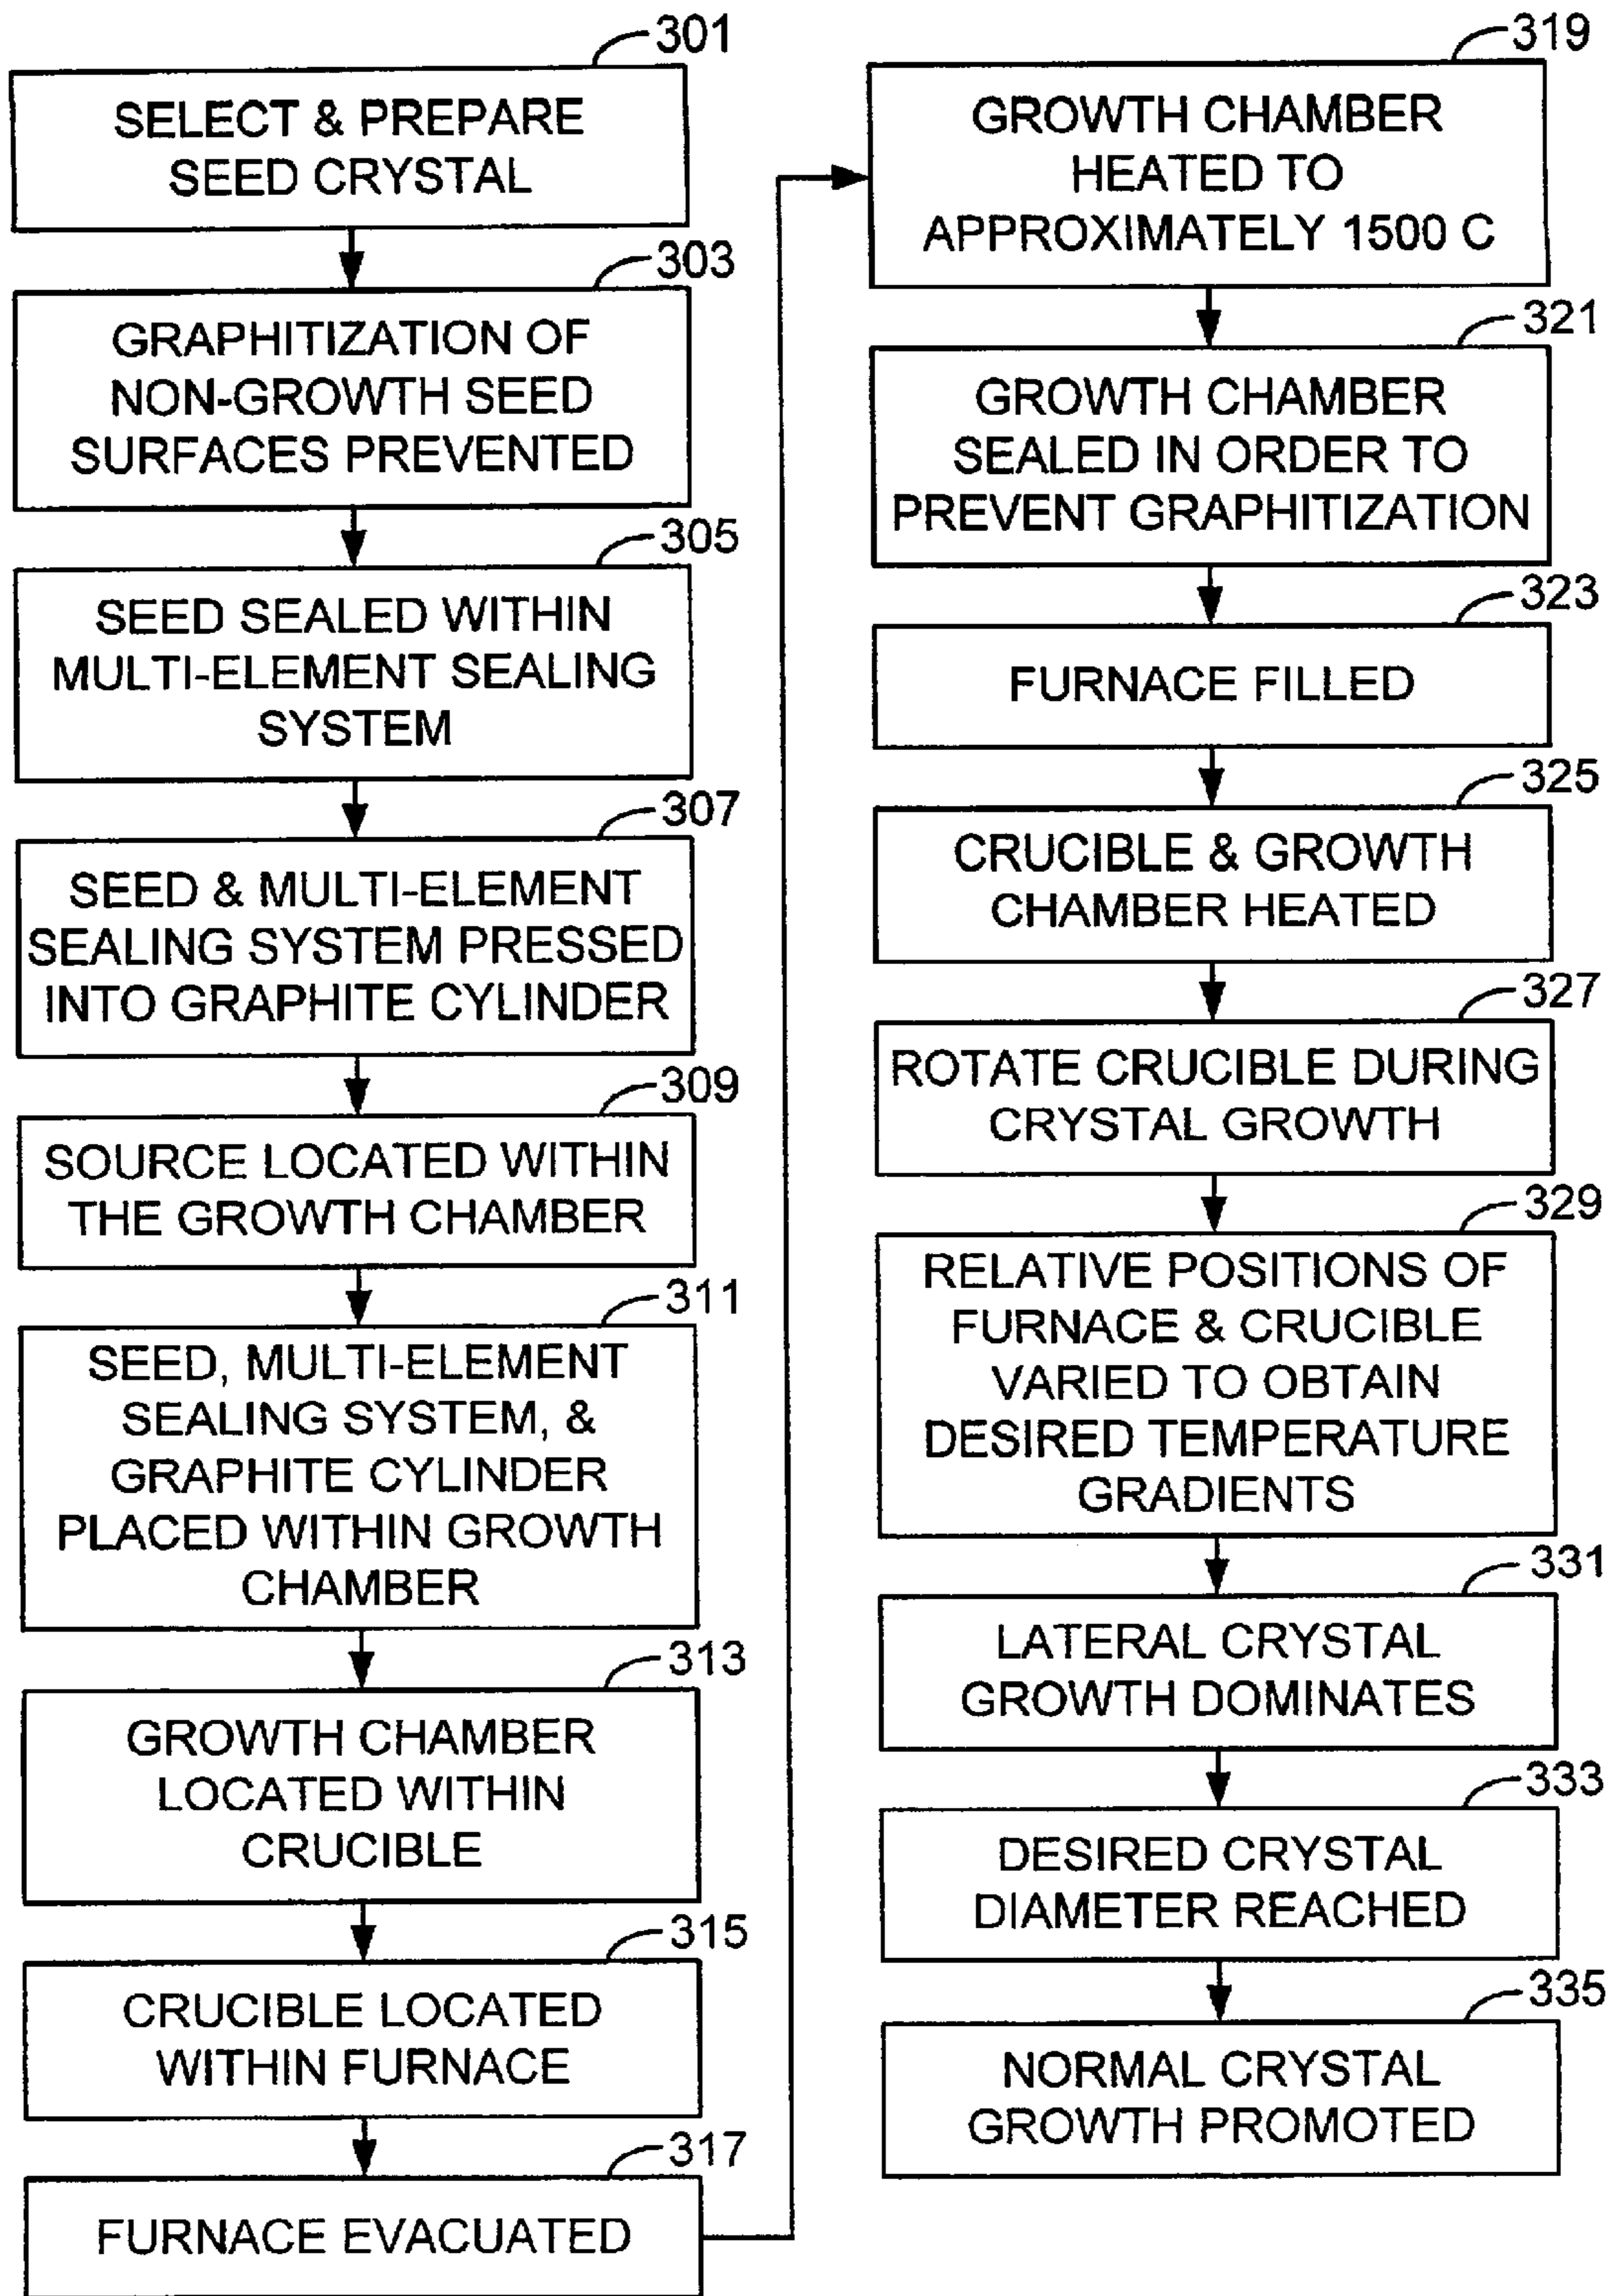 301
SELECT & PREPARE
SEED CRYSTAL
303
GRAPHITIZATION OF
NON-GROWTH SEED
SURFACES PREVENTED
305
SEED SEALED WITHIN
MULTI-ELEMENT SEALING
SYSTEM
307
SEED & MULTI-ELEMENT
SEALING SYSTEM PRESSED
INTO GRAPHITE CYLINDER
309
SOURCE LOCATED WITHIN
THE GROWTH CHAMBER
311
SEED, MULTI-ELEMENT
SEALING SYSTEM, &
GRAPHITE CYLINDER
PLACED WITHIN GROWTH
CHAMBER
313
GROWTH CHAMBER
LOCATED WITHIN
CRUCIBLE
315
CRUCIBLE LOCATED
WITHIN FURNACE
317
FURNACE EVACUATED
319
GROWTH CHAMBER
HEATED TO
APPROXIMATELY 1500 C
321
GROWTH CHAMBER
SEALED IN ORDER TO
PREVENT GRAPHITIZATION
323
FURNACE FILLED
325
CRUCIBLE & GROWTH
CHAMBER HEATED
327
ROTATE CRUCIBLE DURING
CRYSTAL GROWTH
329
RELATIVE POSITIONS OF
FURNACE & CRUCIBLE
VARIED TO OBTAIN
DESIRED TEMPERATURE
GRADIENTS
331
LATERAL CRYSTAL
GROWTH DOMINATES
333
DESIRED CRYSTAL
DIAMETER REACHED
335
NORMAL CRYSTAL
GROWTH PROMOTED